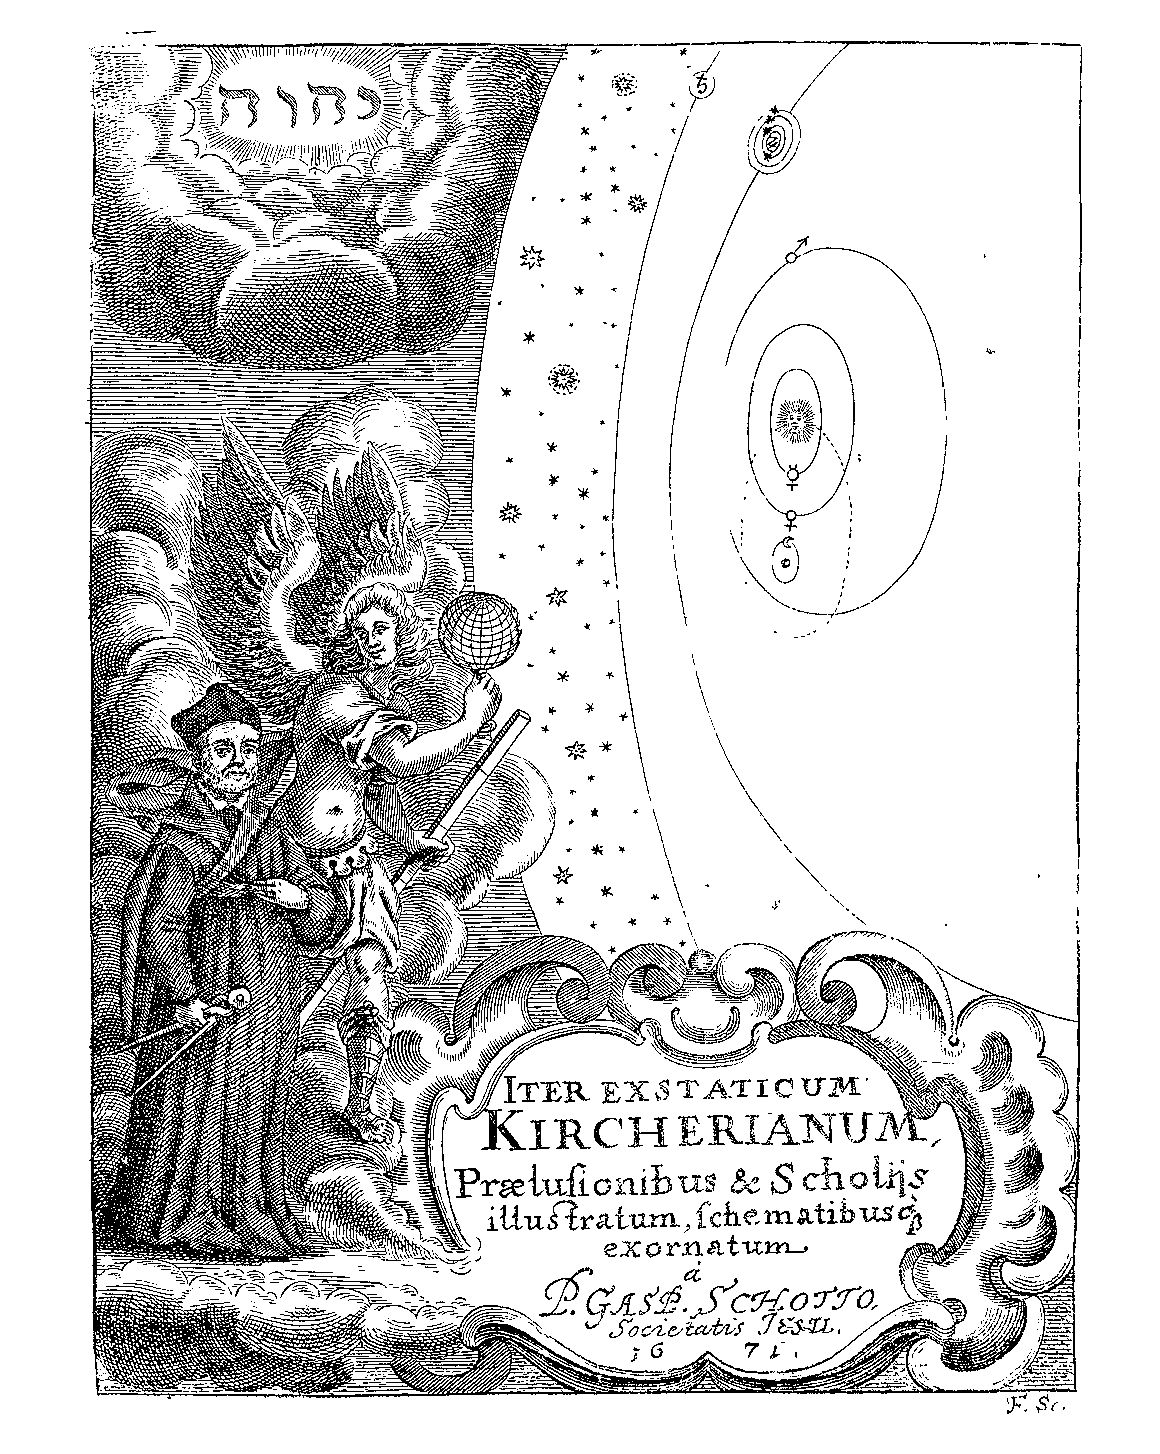 יהוה
♄
♂
☿
♀
☾
ITER EXSTATICUM
KIRCHERIANUM,
Prælusionibus & Scholijs
illustratum, schematibusq́;
exornatum
à
P. GASP. SCHOTTO.
Societatis IESU.
1671.
F. Sc.